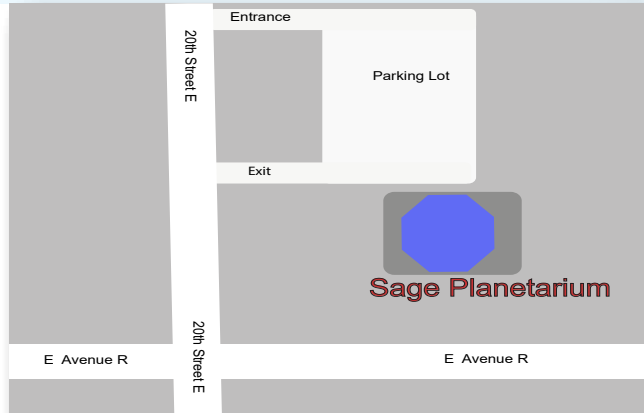 Entrance
20th Street E
Parking Lot
Exit
Sage Planetarium
20th Street E
E Avenue R
E Avenue R